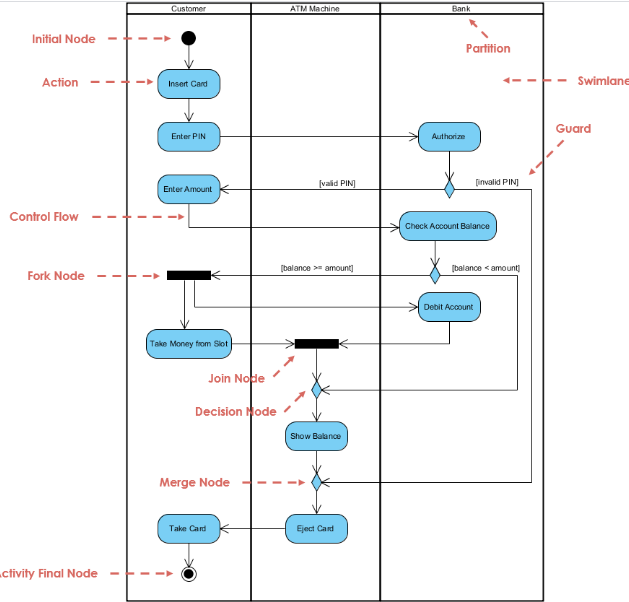 Customer
ATM Machine
Bank
Initial Node
Partition
Action
Insert Card
Swimlane
Guard
Enter PIN
Authorize
[valid PIN]
[invalid PIN]
Enter Amount
Control Flow
Check Account Balance
Fork Node
[balance >= amount]
[balance < amount]
Debit Account
Take Money from Slot
Join Node
Decision Node
Show Balance
Merge Node
Take Card
Eject Card
ctivity Final Node